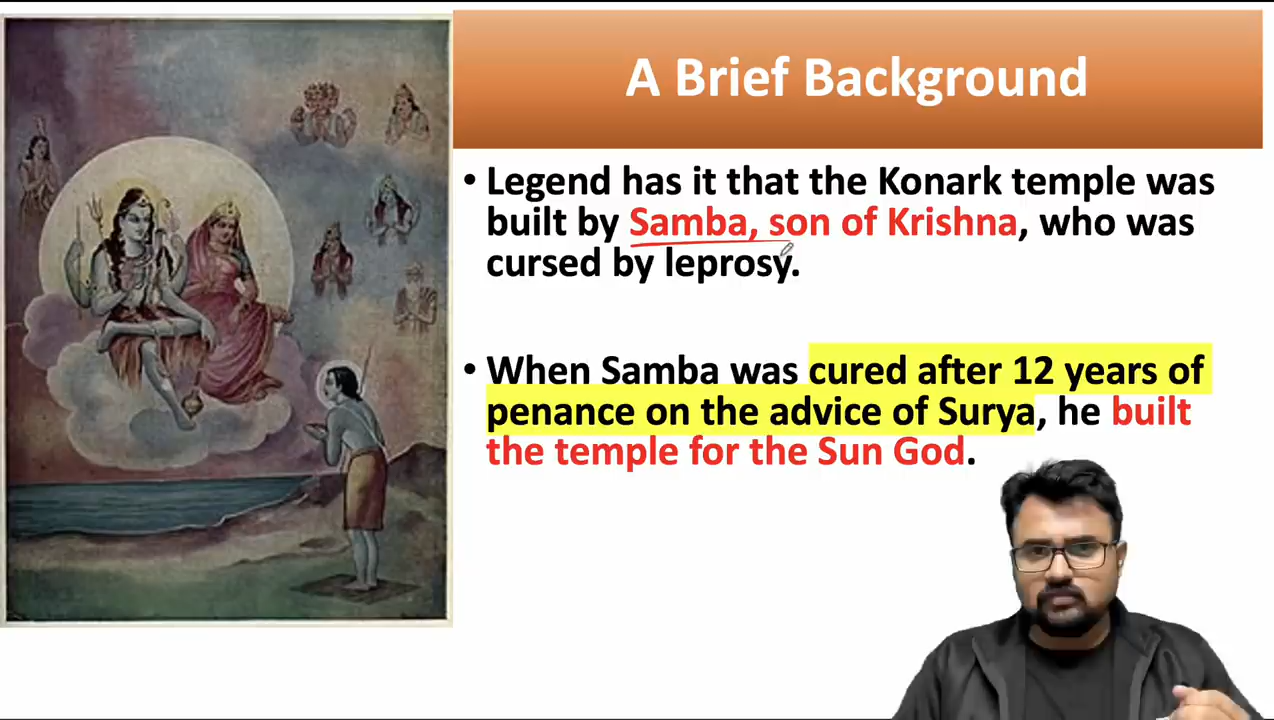 A Brief Background
• Legend has it that the Konark temple was
built by Samba, son of Krishna, who was
cursed by leprosy.
• When Samba was cured after 12 years of
penance on the advice of Surya, he built
the temple for the Sun God.